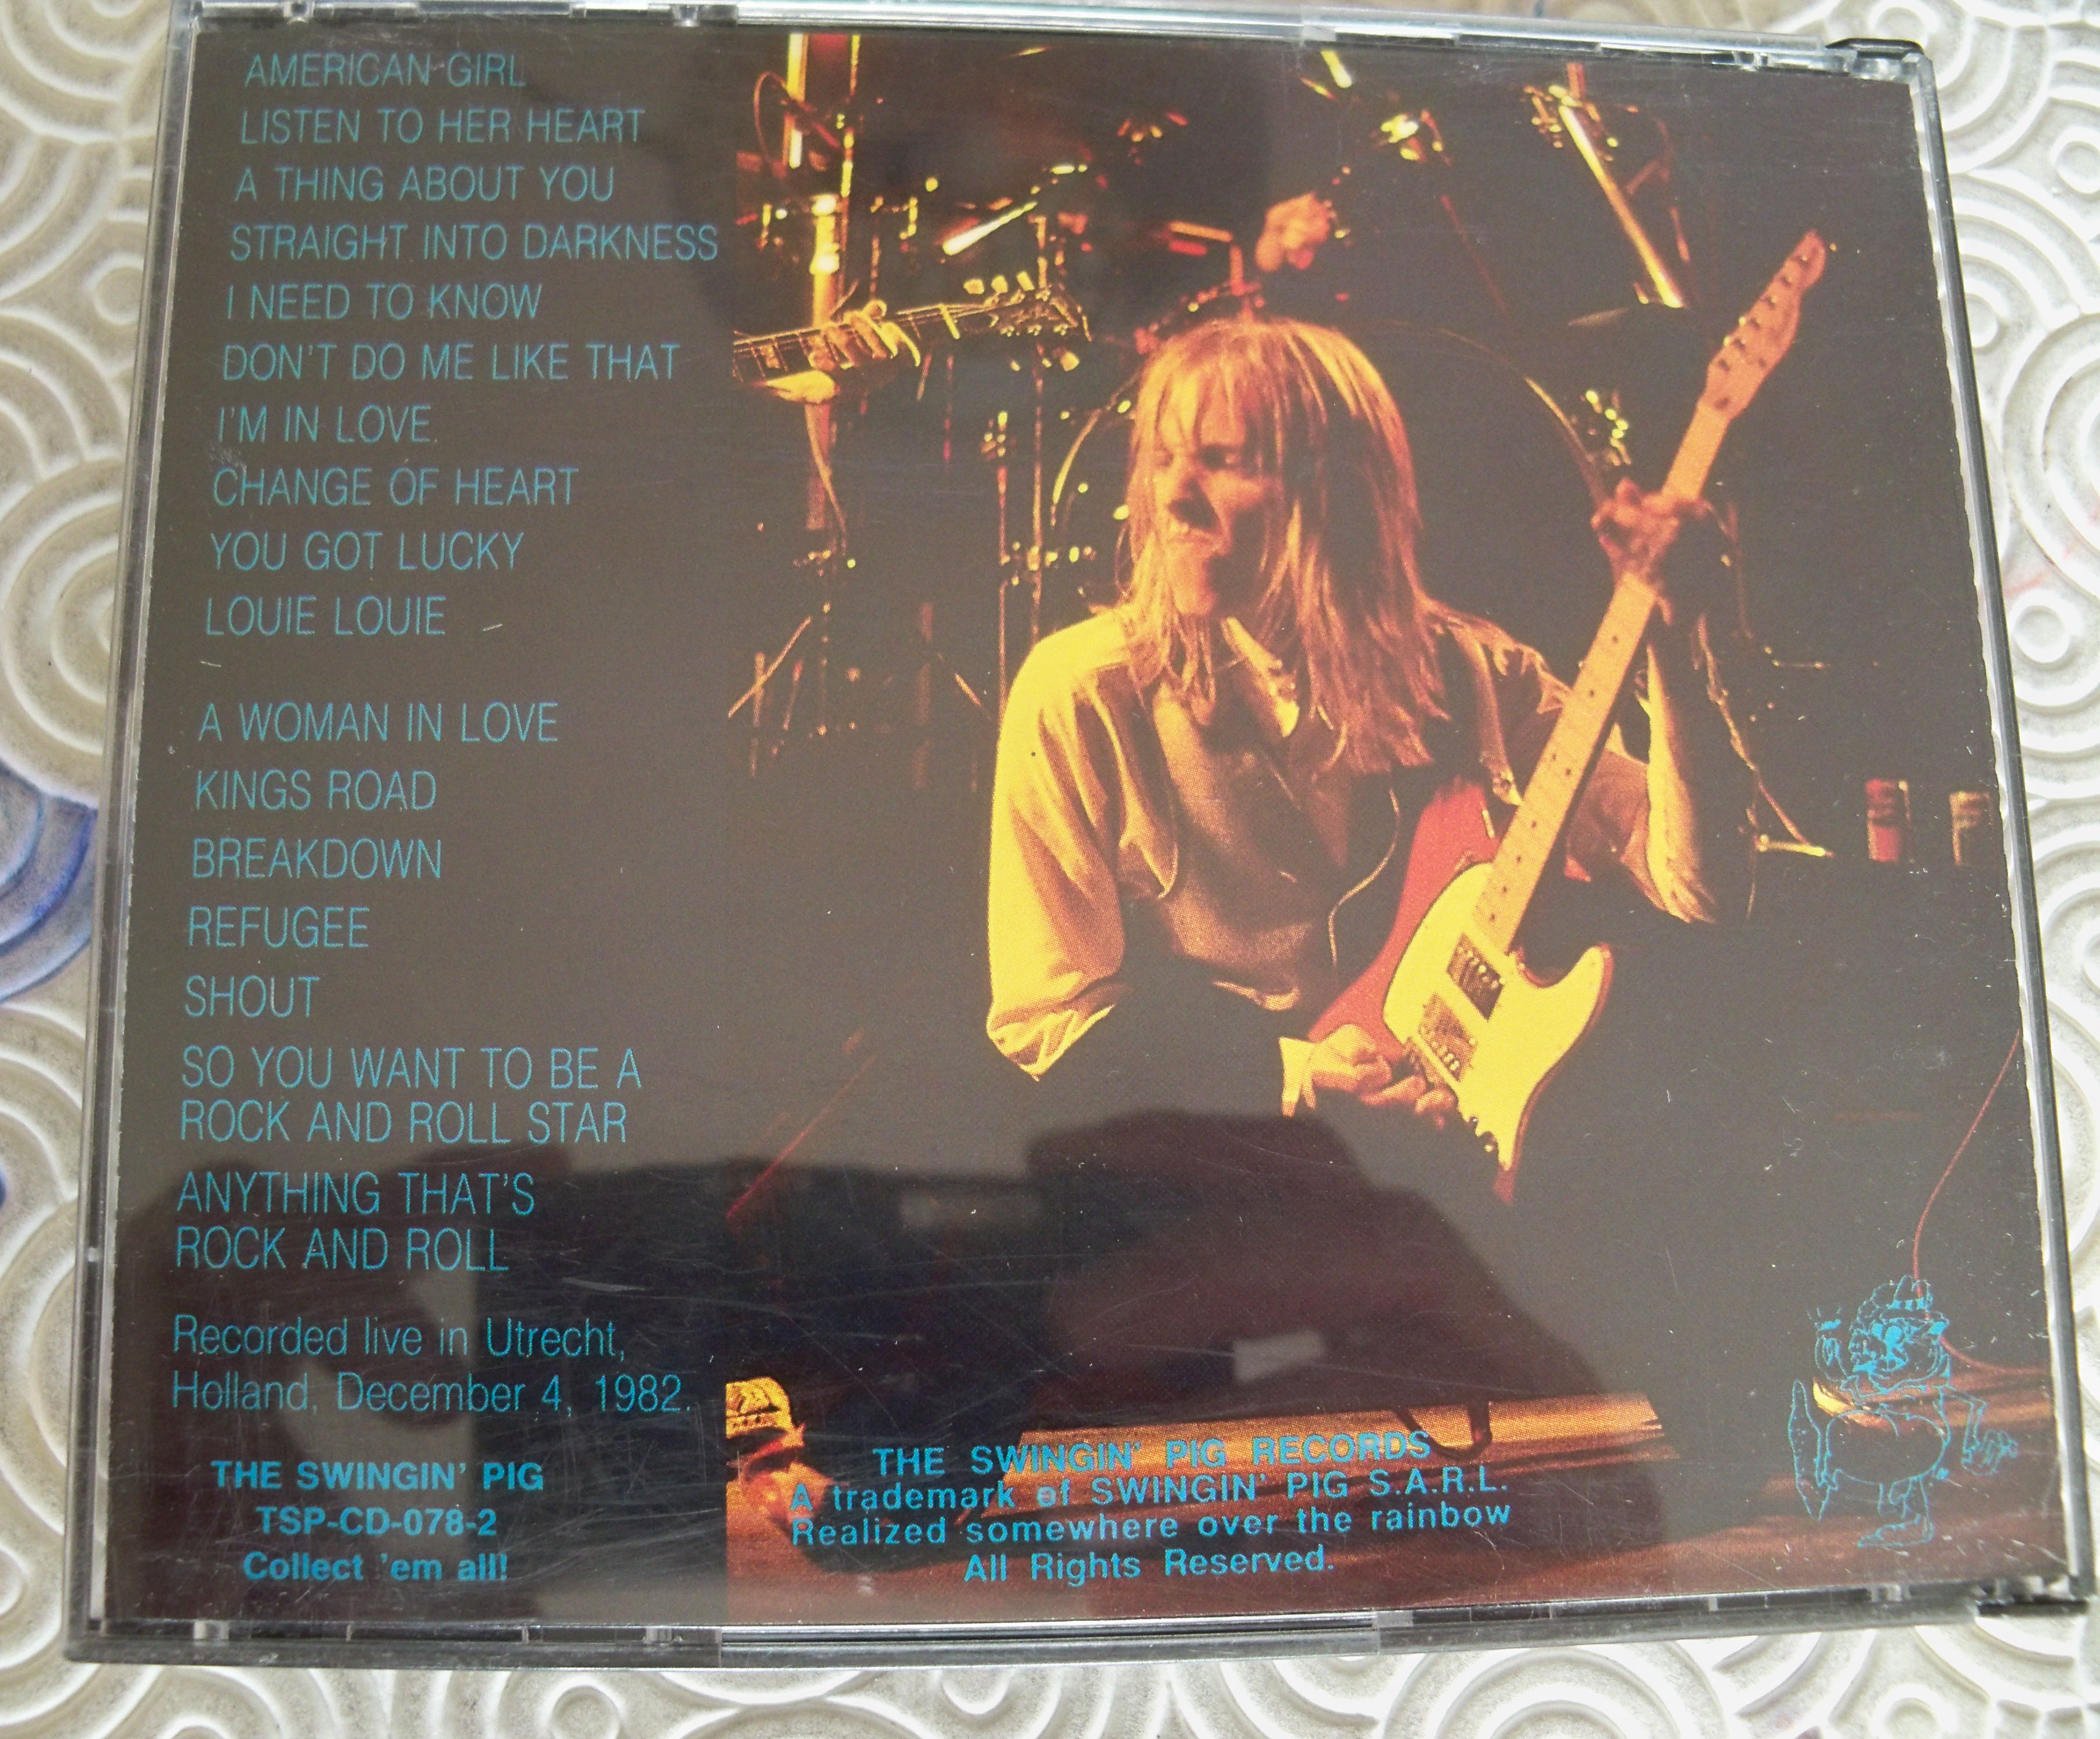 AMERICAN GIRL
LISTEN TO HER HEART
A THING ABOUT YOU
STRAIGHT INTO DARKNESS
I NEED TO KNOW
DON'T DO ME LIKE THAT
I'M IN LOVE
CHANGE OF HEART
YOU GOT LUCKY
LOUIE LOUIE
A WOMAN IN LOVE
KINGS ROAD
BREAKDOWN
REFUGEE
SHOUT
SO YOU WANT TO BE A
ROCK AND ROLL STAR
ANYTHING THAT'S
ROCK AND ROLL
Recorded live in Utrecht,
Holland, December 4, 1982.
THE SWINGIN' PIG
TSP-CD-078-2
Collect 'em all!
THE SWINGIN' PIG RECORDS
A trademark of SWINGIN' PIG S.A.R.L.
Realized somewhere over the rainbow
All Rights Reserved.